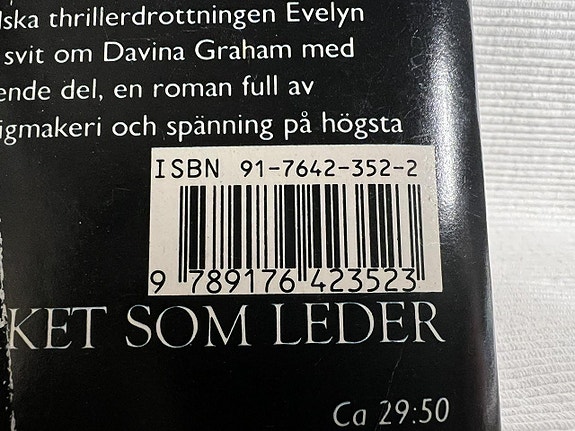 lska thrillerdrottningen Evelyn
svit om Davina Graham med
ende del, en roman full av
igmakeri och spänning på högsta
ISBN 91-7642-352-2
9 789176 423523
KET SOM LEDER
Ca 29:50